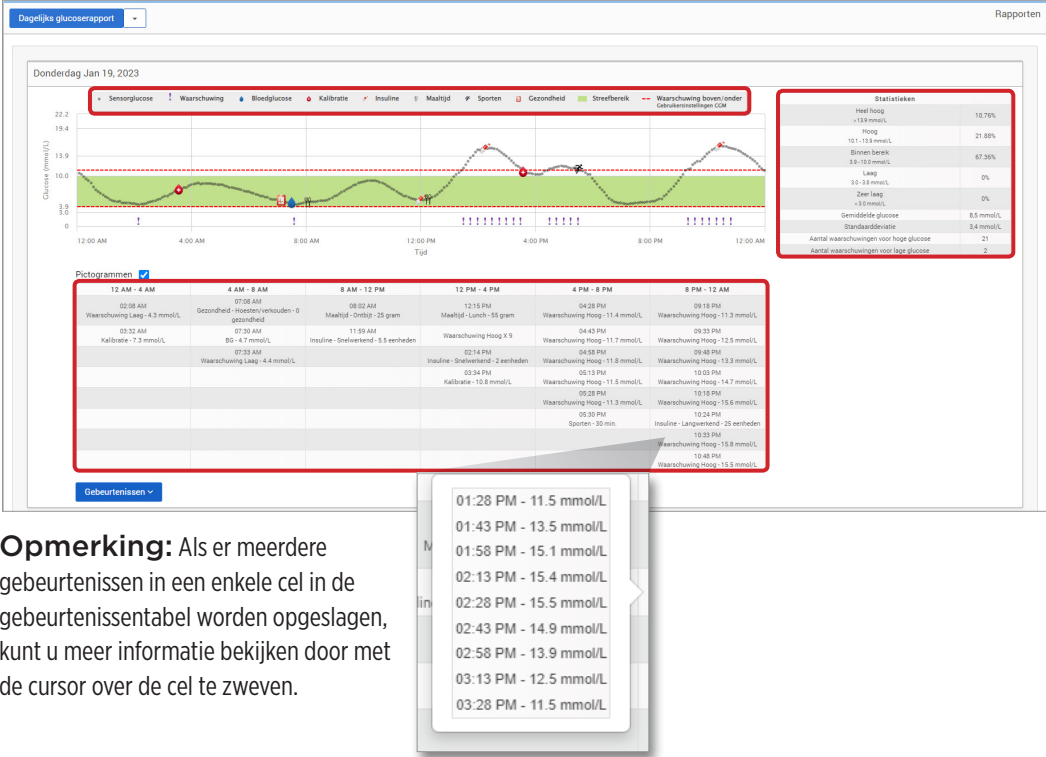 Dagelijks glucoserapport
Rapporten
Donderdag Jan 19, 2023
Sensorglucose Waarschuwing Bloedglucose Kalibratie Insuline Maaltijd Sporten Gezondheid Streefbereik Waarschuwing boven/onder
Gebruikersinstellingen CGM
Glucose (mmol/L)
22.2
19.4
13.9
10.0
3.9
3.0
0
12:00 AM 4:00 AM 8:00 AM 12:00 PM 4:00 PM 8:00 PM 12:00 AM
Tijd
Statistieken
Heel hoog
>13.9 mmol/L
10,76%
Hoog
10.1 - 13.9 mmol/L
21.88%
Binnen bereik
3.9 - 10.0 mmol/L
67.36%
Laag
3.0 - 3.8 mmol/L
0%
Zeer laag
<3.0 mmol/L
0%
Gemiddelde glucose 8,5 mmol/L
Standaarddeviatie 3,4 mmol/L
Aantal waarschuwingen voor hoge glucose 21
Aantal waarschuwingen voor lage glucose 2
Pictogrammen
12 AM - 4 AM 4 AM - 8 AM 8 AM - 12 PM 12 PM - 4 PM 4 PM - 8 PM 8 PM - 12 AM
02:08 AM
Waarschuwing Laag - 4.3 mmol/L
07:08 AM
Gezondheid - Hoesten/verkouden - 0
gezondheid
08:02 AM
Maaltijd - Ontbijt - 25 gram
12:15 PM
Maaltijd - Lunch - 55 gram
04:28 PM
Waarschuwing Hoog - 11.4 mmol/L
09:18 PM
Waarschuwing Hoog - 11.3 mmol/L
03:32 AM
Kalibratie - 7.3 mmol/L
07:30 AM
BG - 4.7 mmol/L
11:59 AM
Insuline - Snelwerkend - 5.5 eenheden
Waarschuwing Hoog X 9
04:43 PM
Waarschuwing Hoog - 11.7 mmol/L
09:33 PM
Waarschuwing Hoog - 12.5 mmol/L
07:33 AM
Waarschuwing Laag - 4.4 mmol/L
02:14 PM
Insuline - Snelwerkend - 2 eenheden
04:58 PM
Waarschuwing Hoog - 11.8 mmol/L
09:48 PM
Waarschuwing Hoog - 13.3 mmol/L
03:34 PM
Kalibratie - 10.8 mmol/L
05:13 PM
Waarschuwing Hoog - 11.5 mmol/L
10:03 PM
Waarschuwing Hoog - 14.7 mmol/L
05:28 PM
Waarschuwing Hoog - 11.3 mmol/L
10:18 PM
Waarschuwing Hoog - 15.6 mmol/L
05:30 PM
Sporten - 30 min.
10:24 PM
Insuline - Langwerkend - 25 eenheden
10:33 PM
Waarschuwing Hoog - 15.8 mmol/L
10:48 PM
Waarschuwing Hoog - 15.5 mmol/L
Gebeurtenissen
01:28 PM - 11.5 mmol/L
01:43 PM - 13.5 mmol/L
01:58 PM - 15.1 mmol/L
02:13 PM - 15.4 mmol/L
02:28 PM - 15.5 mmol/L
02:43 PM - 14.9 mmol/L
02:58 PM - 13.9 mmol/L
03:13 PM - 12.5 mmol/L
03:28 PM - 11.5 mmol/L
Opmerking: Als er meerdere
gebeurtenissen in een enkele cel in de
gebeurtenissentabel worden opgeslagen,
kunt u meer informatie bekijken door met
de cursor over de cel te zweven.